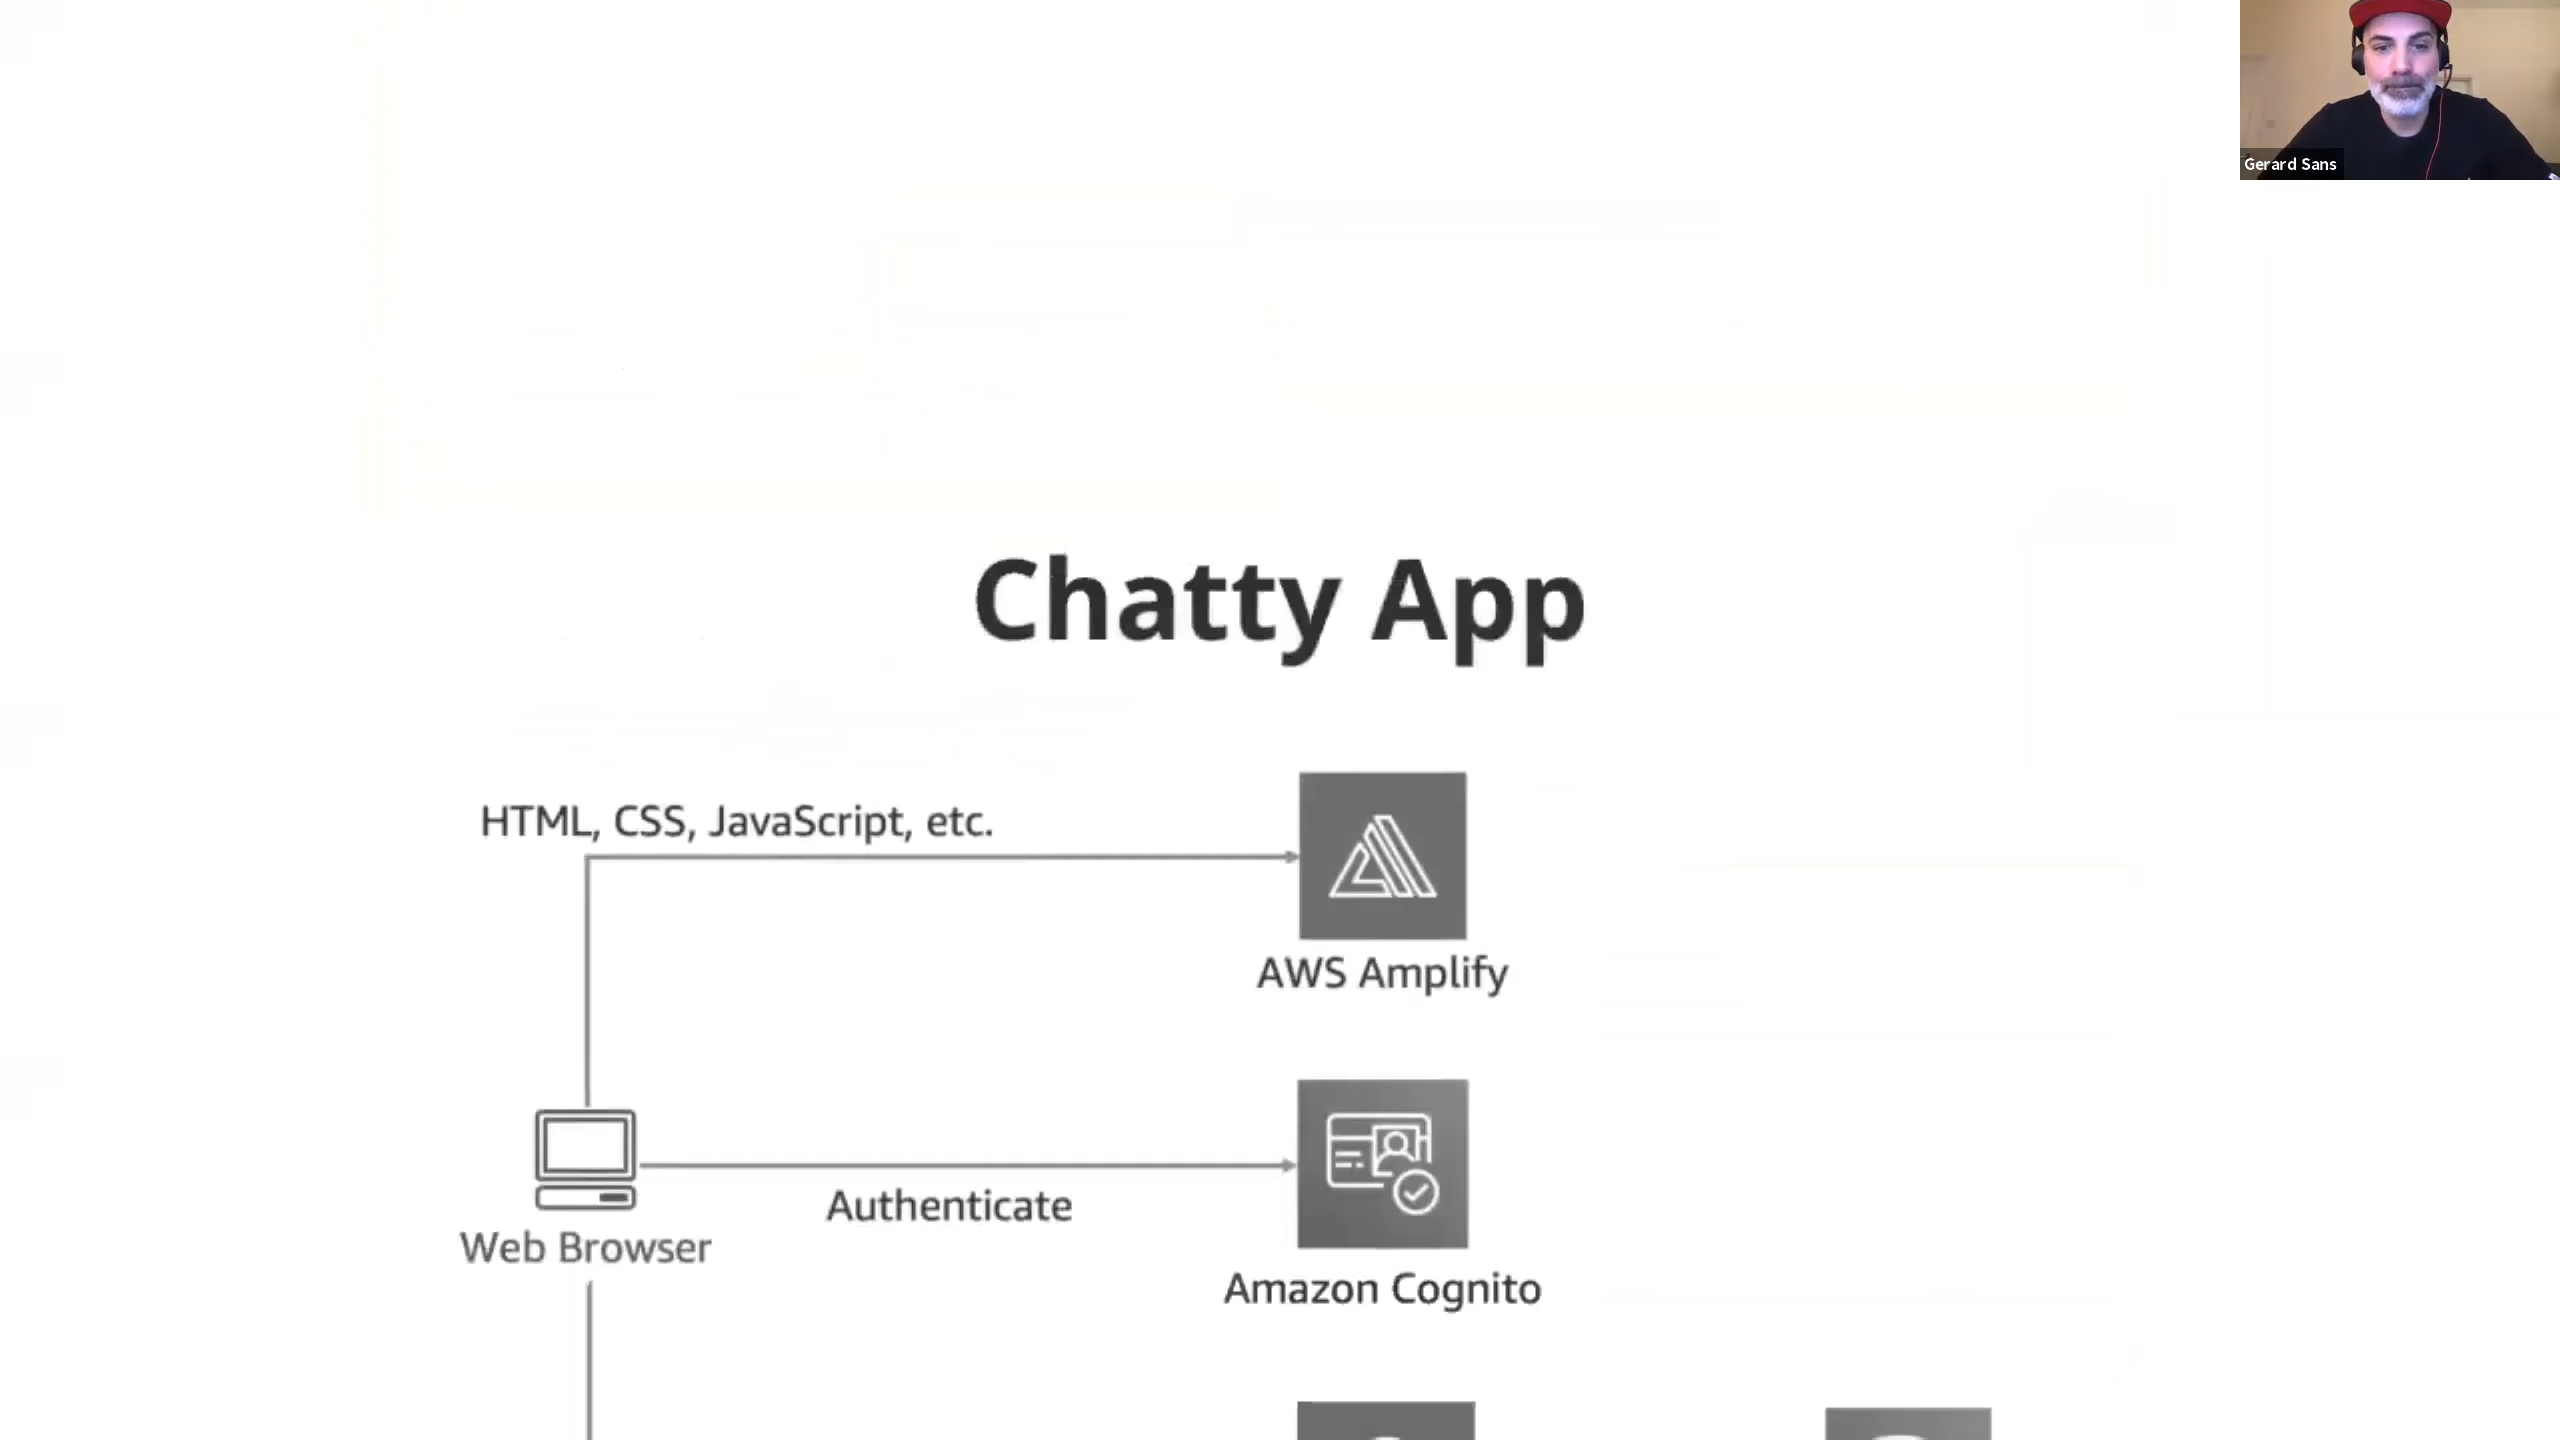 Gerard Sans
Chatty App
HTML, CSS, JavaScript, etc.
AWS Amplify
Authenticate
Web Browser
Amazon Cognito